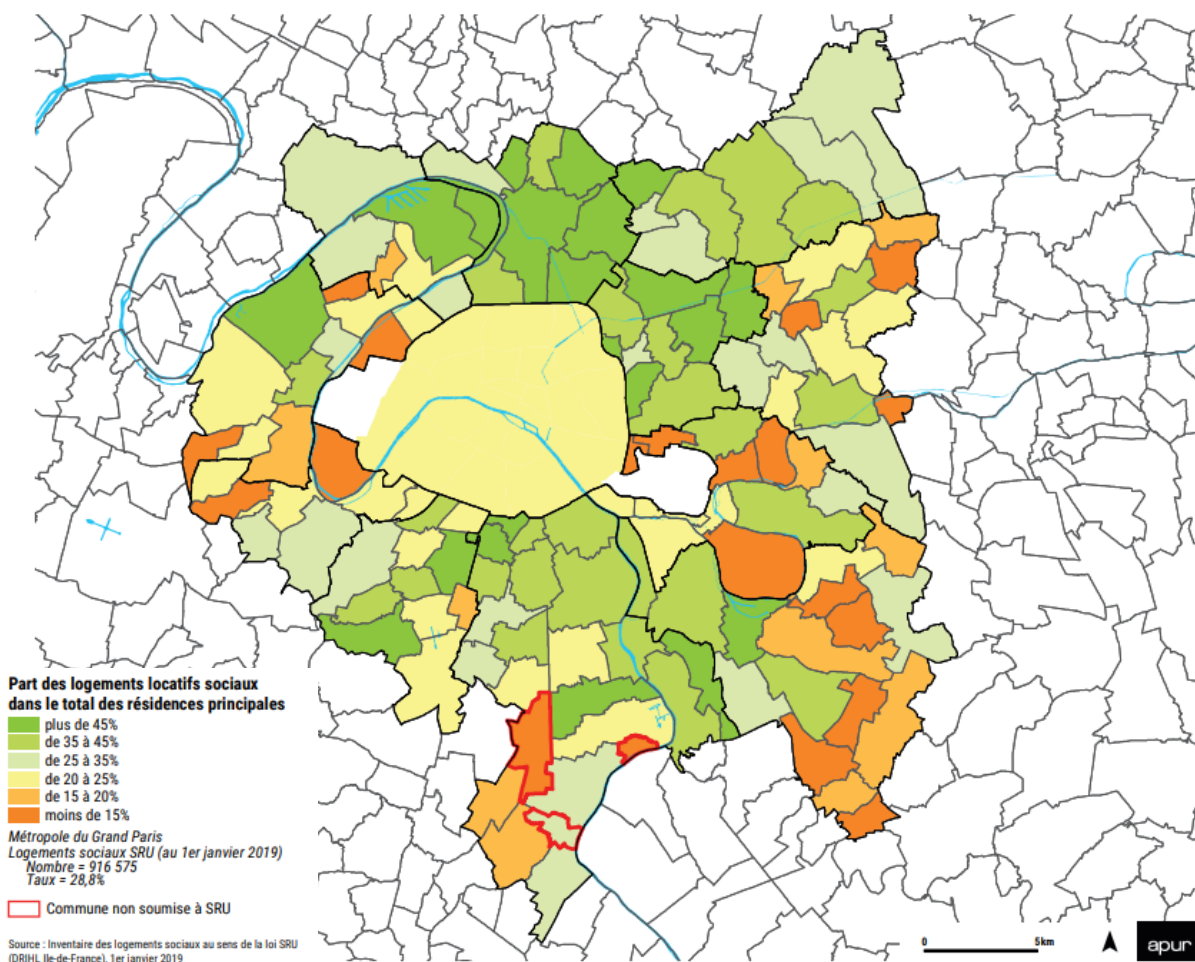 Part des logements locatifs sociaux
dans le total des résidences principales
plus de 45%
de 35 à 45%
de 25 à 35%
de 20 à 25%
de 15 à 20%
moins de 15%
Métropole du Grand Paris
Logements sociaux SRU (au 1er janvier 2019)
Nombre = 916 575
Taux = 28,8%
Commune non soumise à SRU
Source : Inventaire des logements sociaux au sens de la loi SRU
(DRIHL Ile-de-France), 1er janvier 2019
0 5km
apur